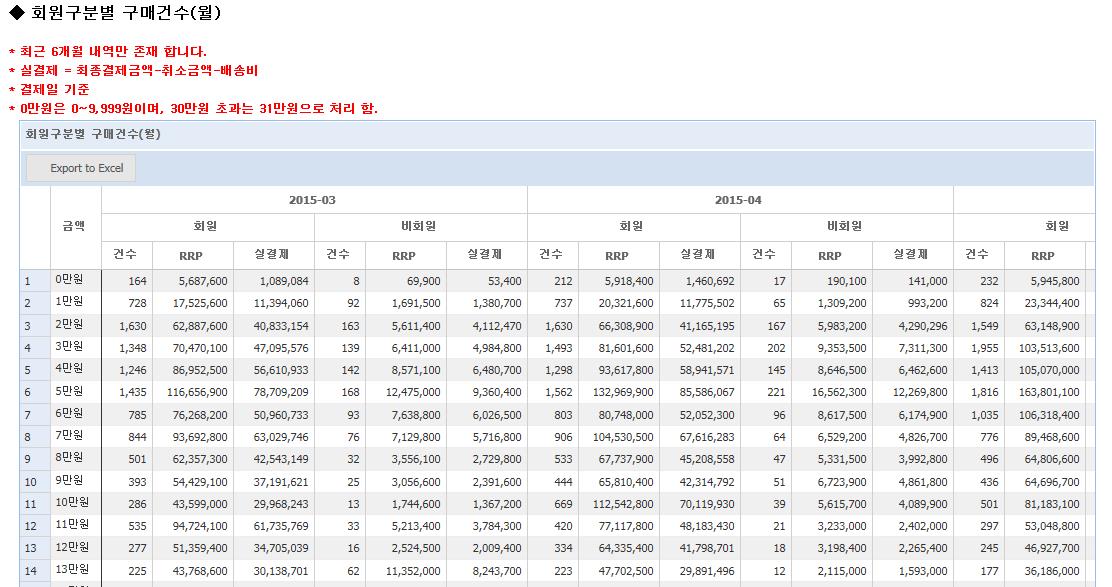 ◆ 회원구분별 구매건수(월)
* 최근 6개월 내역만 존재 합니다.
* 실결제 = 최종결제금액-취소금액-배송비
* 결제일 기준
* 0만원은 0~9,999원이며, 30만원 초과는 31만원으로 처리 함.
회원구분별 구매건수(월)
Export to Excel
2015-03 2015-04
금액 회원 비회원 회원 비회원 회원
건수 RRP 실결제 건수 RRP 실결제 건수 RRP 실결제 건수 RRP 실결제 건수 RRP
1 0만원 164 5,687,600 1,089,084 8 69,900 53,400 212 5,918,400 1,460,692 17 190,100 141,000 232 5,945,800
2 1만원 728 17,525,600 11,394,060 92 1,691,500 1,380,700 737 20,321,600 11,775,502 65 1,309,200 993,200 824 23,344,400
3 2만원 1,630 62,887,600 40,833,154 163 5,611,400 4,112,470 1,630 66,308,900 41,165,195 167 5,983,200 4,290,296 1,549 63,148,900
4 3만원 1,348 70,470,100 47,095,576 139 6,411,000 4,984,800 1,493 81,601,600 52,481,202 202 9,353,500 7,311,300 1,955 103,513,600
5 4만원 1,246 86,952,500 56,610,933 142 8,571,100 6,480,700 1,298 93,617,800 58,941,571 145 8,646,500 6,462,600 1,413 105,070,000
6 5만원 1,435 116,656,900 78,709,209 168 12,475,000 9,360,400 1,562 132,969,900 85,586,067 221 16,562,300 12,269,800 1,816 163,801,100
7 6만원 785 76,268,200 50,960,733 93 7,638,800 6,026,500 803 80,748,000 52,052,300 96 8,617,500 6,174,900 1,035 106,318,400
8 7만원 844 93,692,800 63,029,746 76 7,129,800 5,716,800 906 104,530,500 67,616,283 64 6,529,200 4,826,700 776 89,468,600
9 8만원 501 62,357,300 42,543,149 32 3,556,100 2,729,800 533 67,737,900 45,208,558 47 5,331,500 3,992,800 496 64,806,600
10 9만원 393 54,429,100 37,191,621 25 3,056,600 2,391,600 444 65,810,400 42,314,792 51 6,723,900 4,861,800 436 64,696,700
11 10만원 286 43,599,000 29,968,243 13 1,744,600 1,367,200 669 112,542,800 70,119,930 39 5,615,700 4,089,900 501 81,183,100
12 11만원 535 94,724,100 61,735,769 33 5,213,400 3,784,300 420 77,117,800 48,183,430 21 3,233,000 2,402,000 297 53,048,800
13 12만원 277 51,359,400 34,705,039 16 2,524,500 2,009,400 334 64,335,400 41,798,701 18 3,198,400 2,265,400 245 46,927,700
14 13만원 225 43,768,600 30,138,701 62 11,352,000 8,243,700 223 47,702,500 29,891,496 12 2,115,000 1,593,000 177 36,186,000